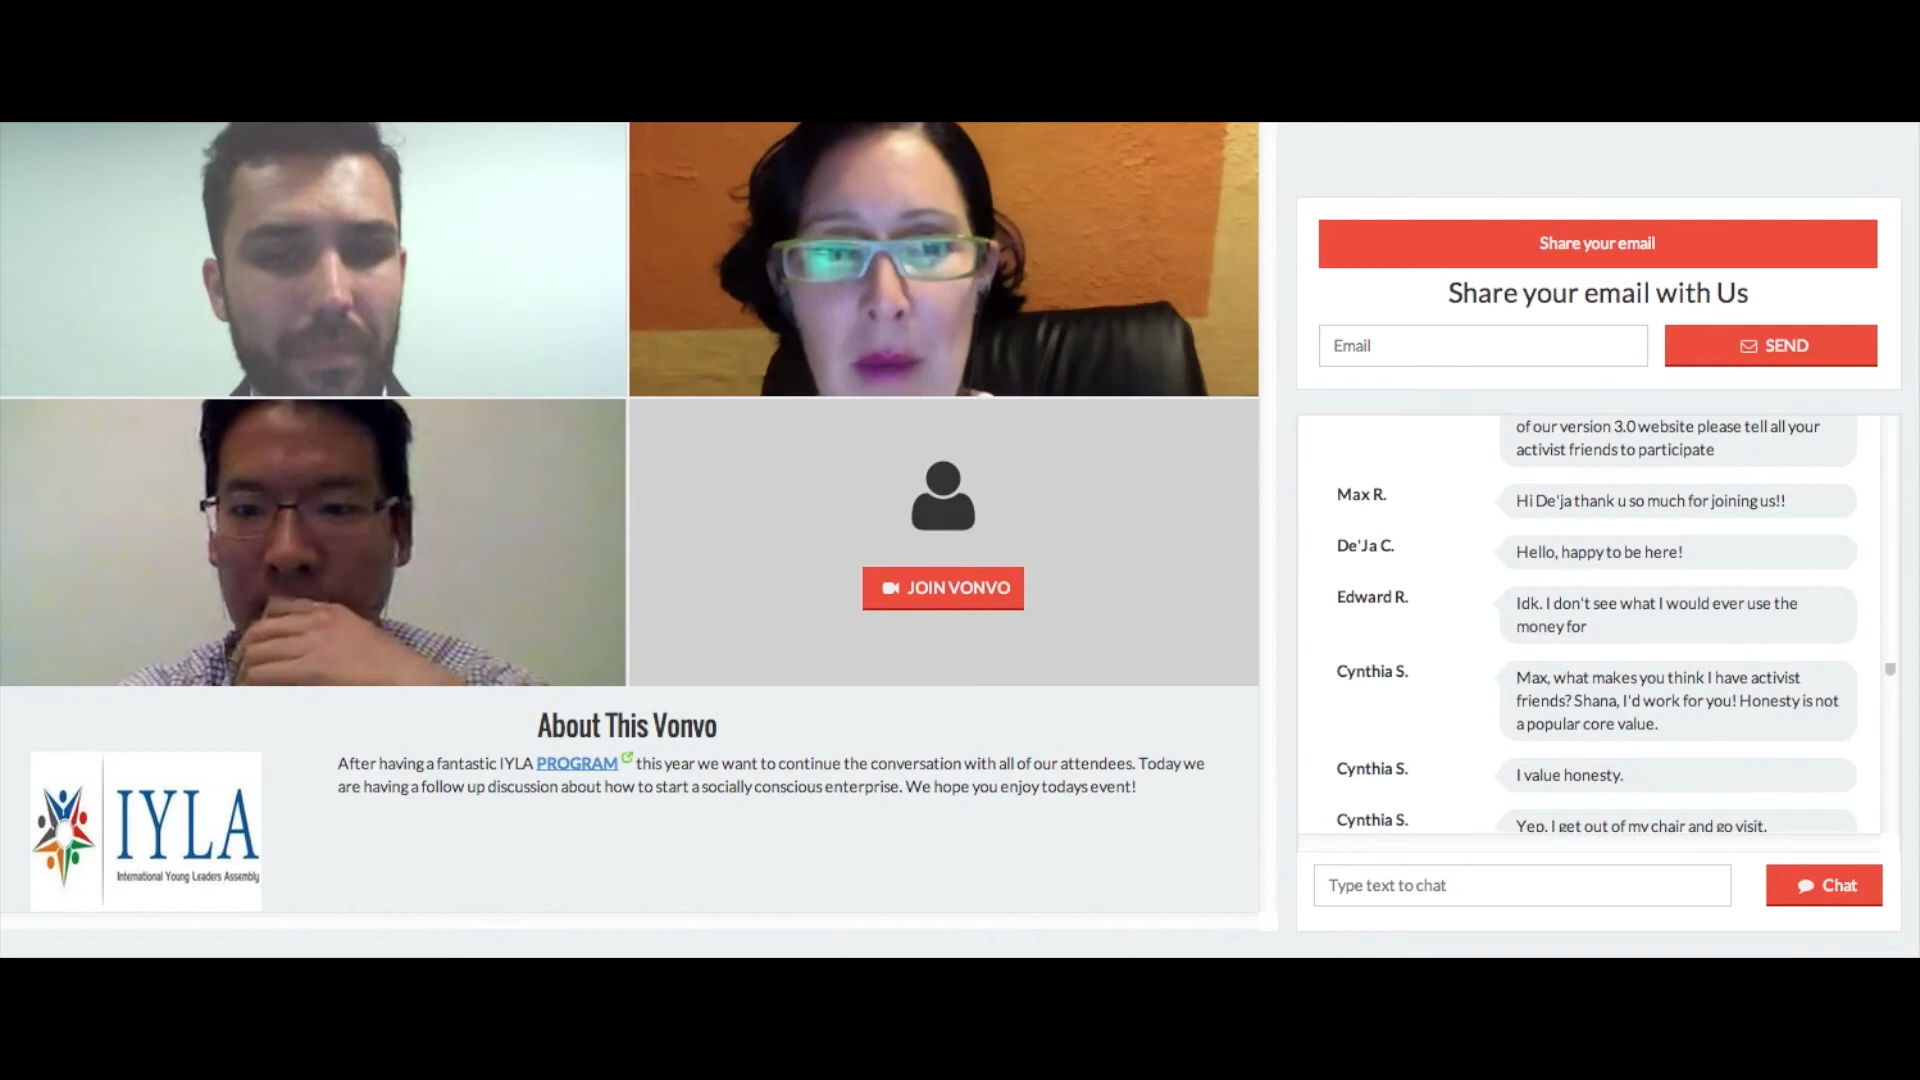 JOIN VONVO
About This Vonvo
After having a fantastic IYLA PROGRAM this year we want to continue the conversation with all of our attendees. Today we
are having a follow up discussion about how to start a socially conscious enterprise. We hope you enjoy todays event!
IYLA
International Young Leaders Assembly
Share your email
Share your email with Us
Email
SEND
of our version 3.0 website please tell all your
activist friends to participate
Max R.
Hi De'ja thank u so much for joining us!!
De'Ja C.
Hello, happy to be here!
Edward R.
Idk. I don't see what I would ever use the
money for
Cynthia S.
Max, what makes you think I have activist
friends? Shana, I'd work for you! Honesty is not
a popular core value.
Cynthia S.
I value honesty.
Cynthia S.
Yep. I get out of my chair and go visit.
Type text to chat
Chat